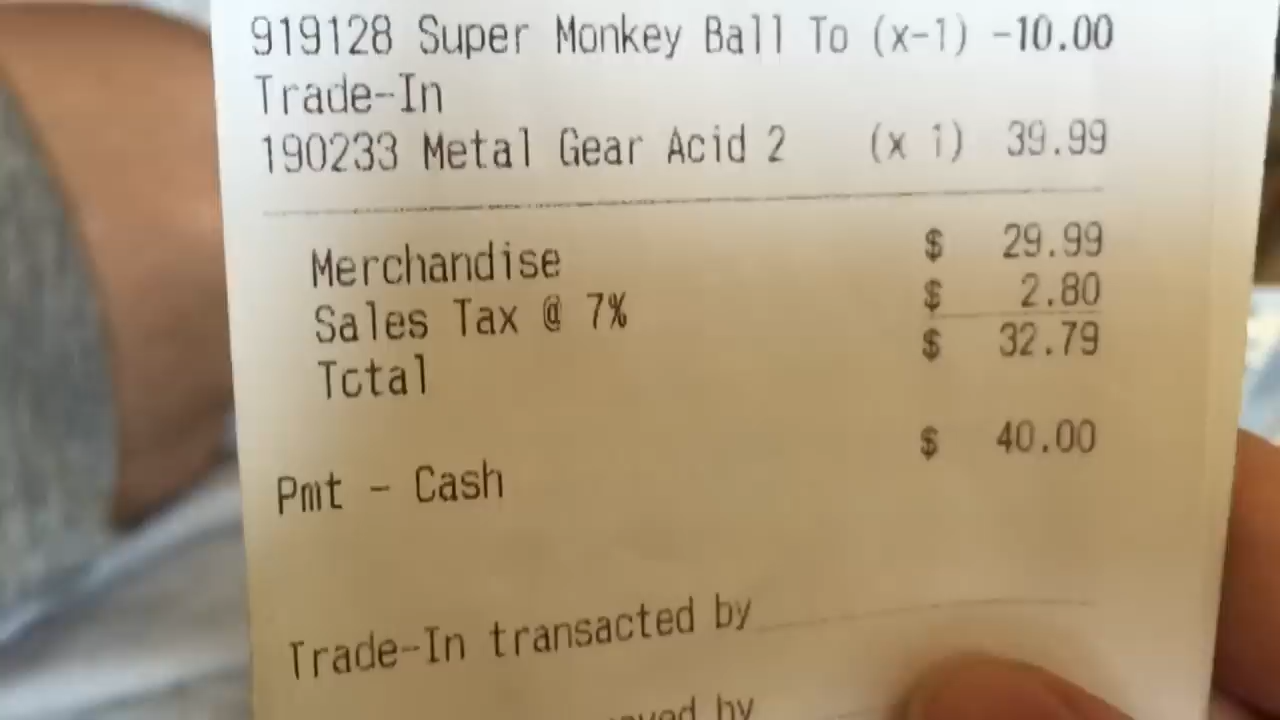 919128 Super Monkey Ball To (x-1) -10.00
Trade-In
190233 Metal Gear Acid 2 (x 1) 39.99
Merchandise $ 29.99
Sales Tax @ 7% $ 2.80
Total $ 32.79
Pmt - Cash $ 40.00
Trade-In transacted by
by